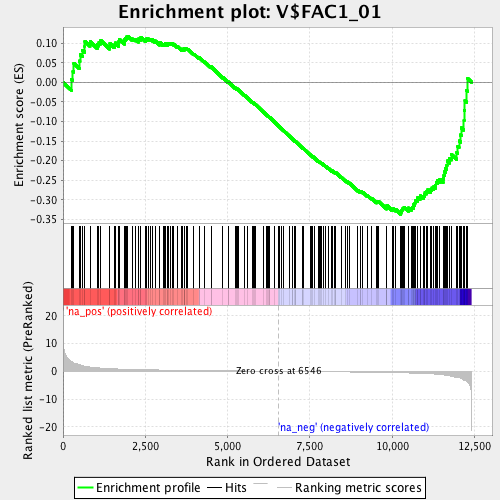 Enrichment plot: V$FAC1_01
Enrichment score (ES)
0.10
0.05
0.00
-0.05
-0.10
-0.15
-0.20
-0.25
-0.30
-0.35
'na_pos' (positively correlated)
Ranked list metric (PreRanked)
20
10
0
-10
-20
Zero cross at 6546
'na_neg' (negatively correlated)
0
2,500
5,000
7,500
10,000
12,500
Rank in Ordered Dataset
Enrichment profile
Hits
Ranking metric scores